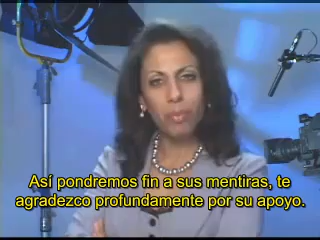 Así pondremos fin a sus mentiras, te
agradezco profundamente por su apoyo.